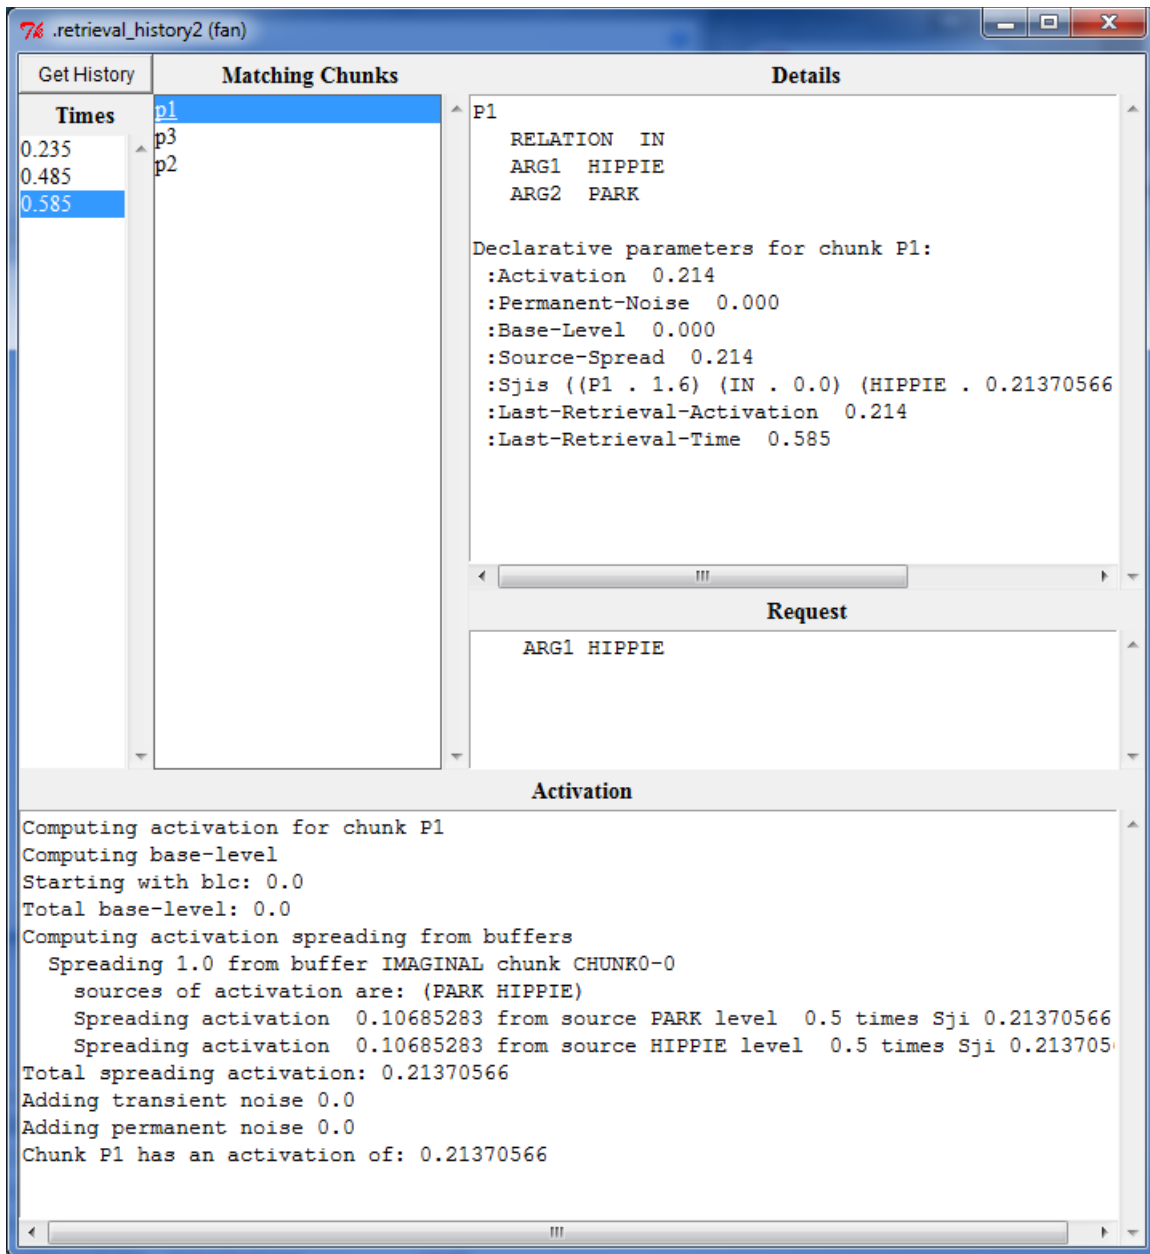 .retrieval_history2 (fan)
Get History
Matching Chunks
Details
Times
0.235
0.485
0.585
p1
p3
p2
P1
RELATION IN
ARG1 HIPPIE
ARG2 PARK
Declarative parameters for chunk P1:
:Activation 0.214
:Permanent-Noise 0.000
:Base-Level 0.000
:Source-Spread 0.214
:Sjis ((P1 . 1.6) (IN . 0.0) (HIPPIE . 0.21370566
:Last-Retrieval-Activation 0.214
:Last-Retrieval-Time 0.585
Request
ARG1 HIPPIE
Activation
Computing activation for chunk P1
Computing base-level
Starting with blc: 0.0
Total base-level: 0.0
Computing activation spreading from buffers
Spreading 1.0 from buffer IMAGINAL chunk CHUNK0-0
sources of activation are: (PARK HIPPIE)
Spreading activation 0.10685283 from source PARK level 0.5 times Sji 0.21370566
Spreading activation 0.10685283 from source HIPPIE level 0.5 times Sji 0.213705
Total spreading activation: 0.21370566
Adding transient noise 0.0
Adding permanent noise 0.0
Chunk P1 has an activation of: 0.21370566